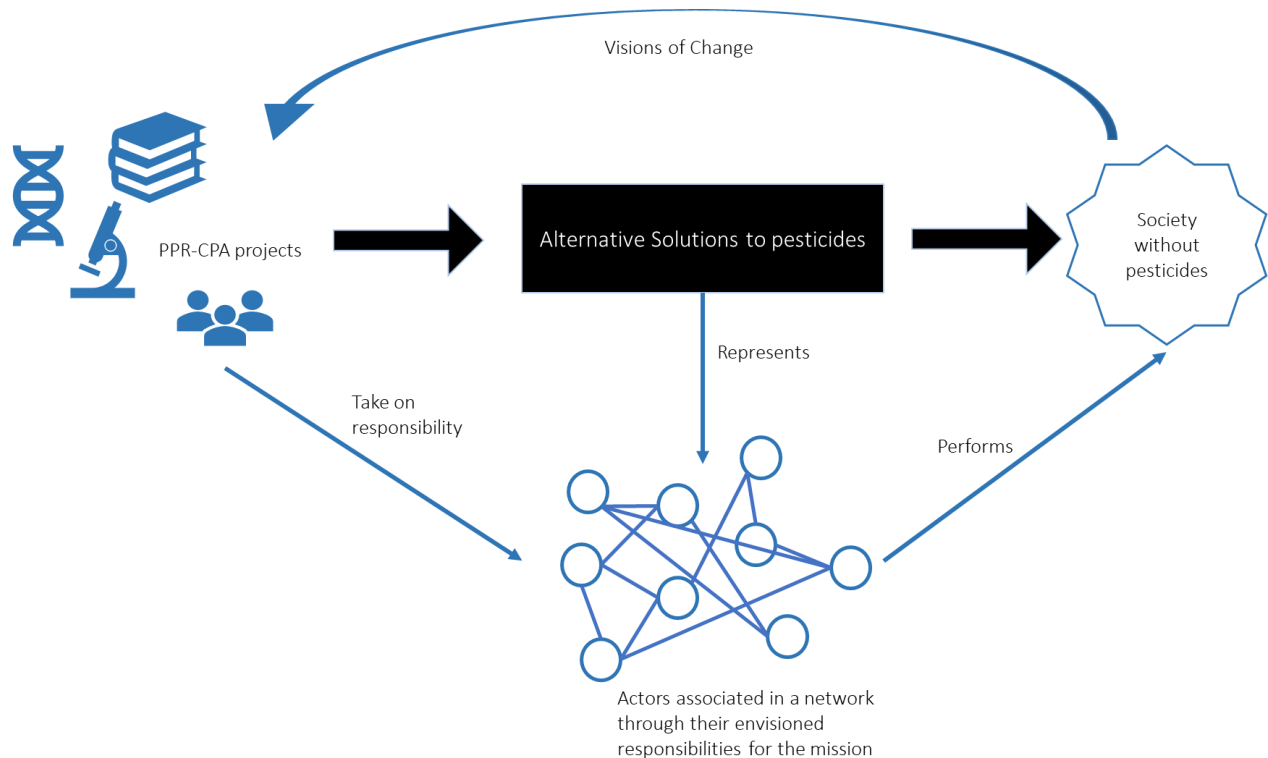 Visions of Change
PPR-CPA projects
Alternative Solutions to pesticides
Society
without
pesticides
Represents
Take on
responsibility
Performs
Actors associated in a network
through their envisioned
responsibilities for the mission